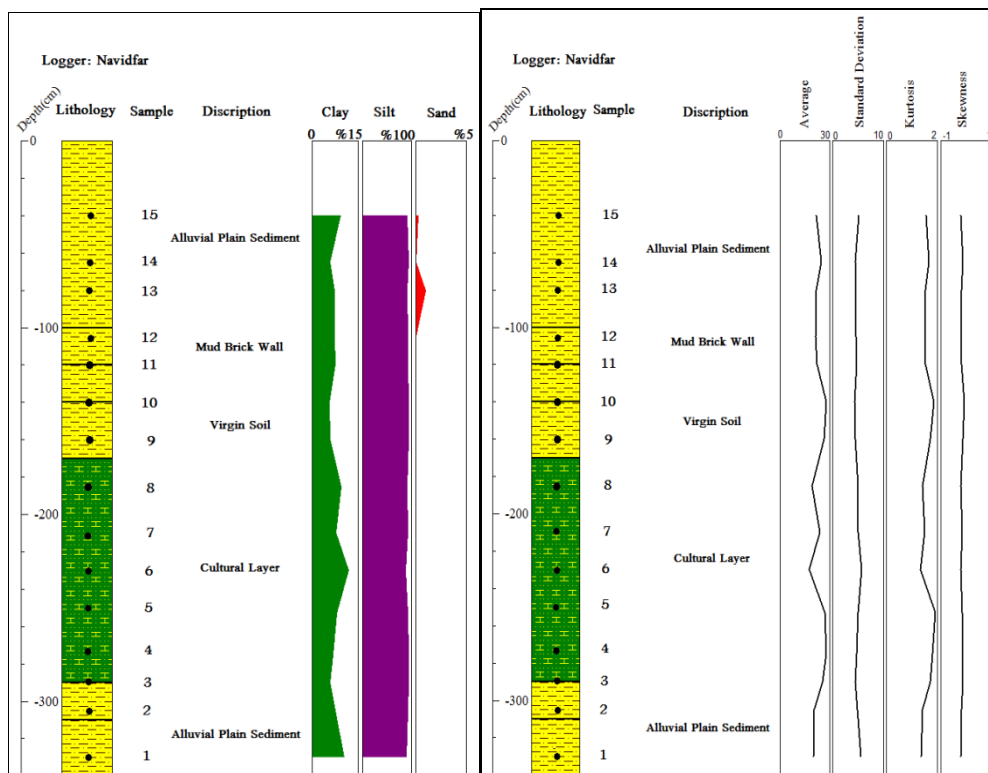 Logger: Navidfar
Depth(cm) Lithology Sample Discription Clay Silt Sand
0 %15 %100 %5
0
15
Alluvial Plain Sediment
14
13
-100
12
Mud Brick Wall
11
10
Virgin Soil
9
8
-200
7
Cultural Layer
6
5
4
3
-300
2
Alluvial Plain Sediment
1
Logger: Navidfar
Depth(cm) Lithology Sample Discription Average Standard Deviation Kurtosis Skewness
0 30 0 10 0 2 -1 1
0
15
Alluvial Plain Sediment
14
13
-100
12
Mud Brick Wall
11
10
Virgin Soil
9
8
-200
7
Cultural Layer
6
5
4
3
-300
2
Alluvial Plain Sediment
1